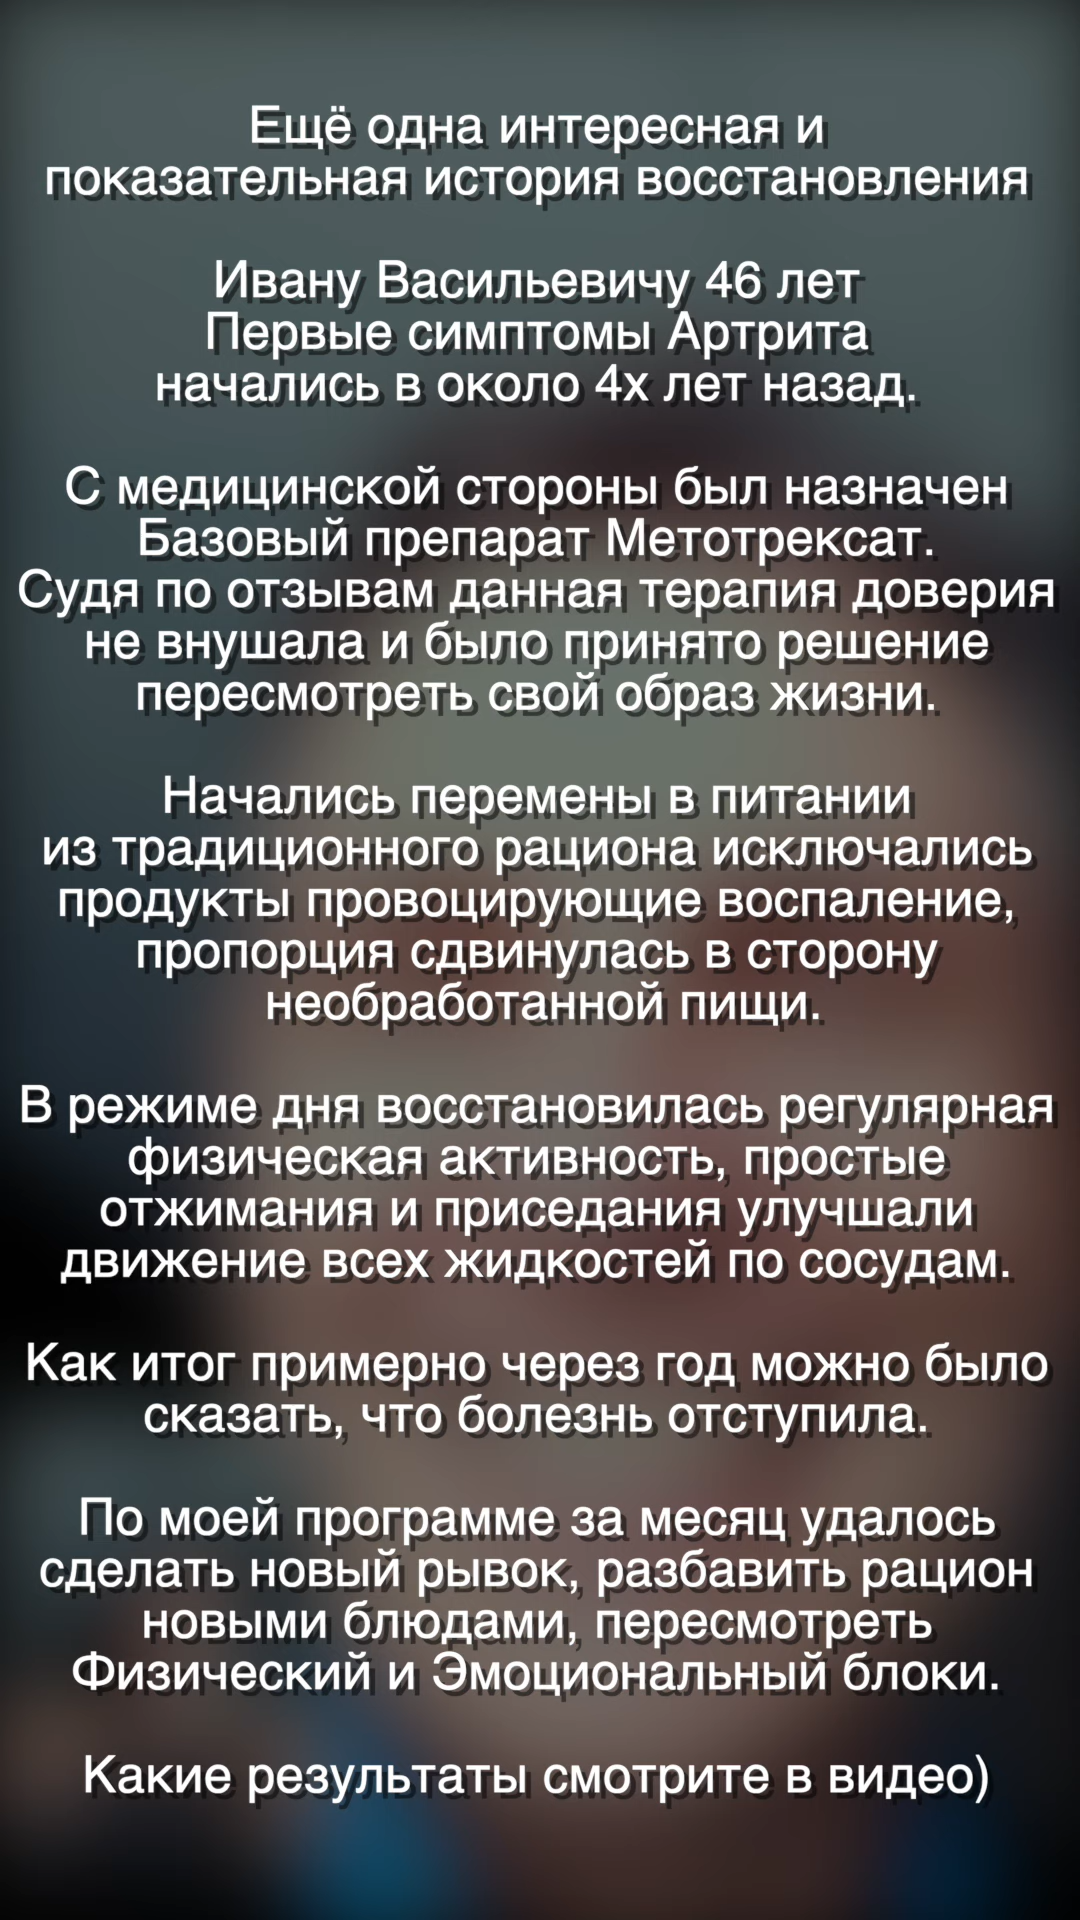 Ещё одна интересная и
показательная история восстановления
Ивану Васильевичу 46 лет
Первые симптомы Артрита
начались в около 4х лет назад.
С медицинской стороны был назначен
Базовый препарат Метотрексат.
Судя по отзывам данная терапия доверия
не внушала и было принято решение
пересмотреть свой образ жизни.
Начались перемены в питании
из традиционного рациона исключались
продукты провоцирующие воспаление,
пропорция сдвинулась в сторону
необработанной пищи.
В режиме дня восстановилась регулярная
физическая активность, простые
отжимания и приседания улучшали
движение всех жидкостей по сосудам.
Как итог примерно через год можно было
сказать, что болезнь отступила.
По моей программе за месяц удалось
сделать новый рывок, разбавить рацион
новыми блюдами, пересмотреть
Физический и Эмоциональный блоки.
Какие результаты смотрите в видео)